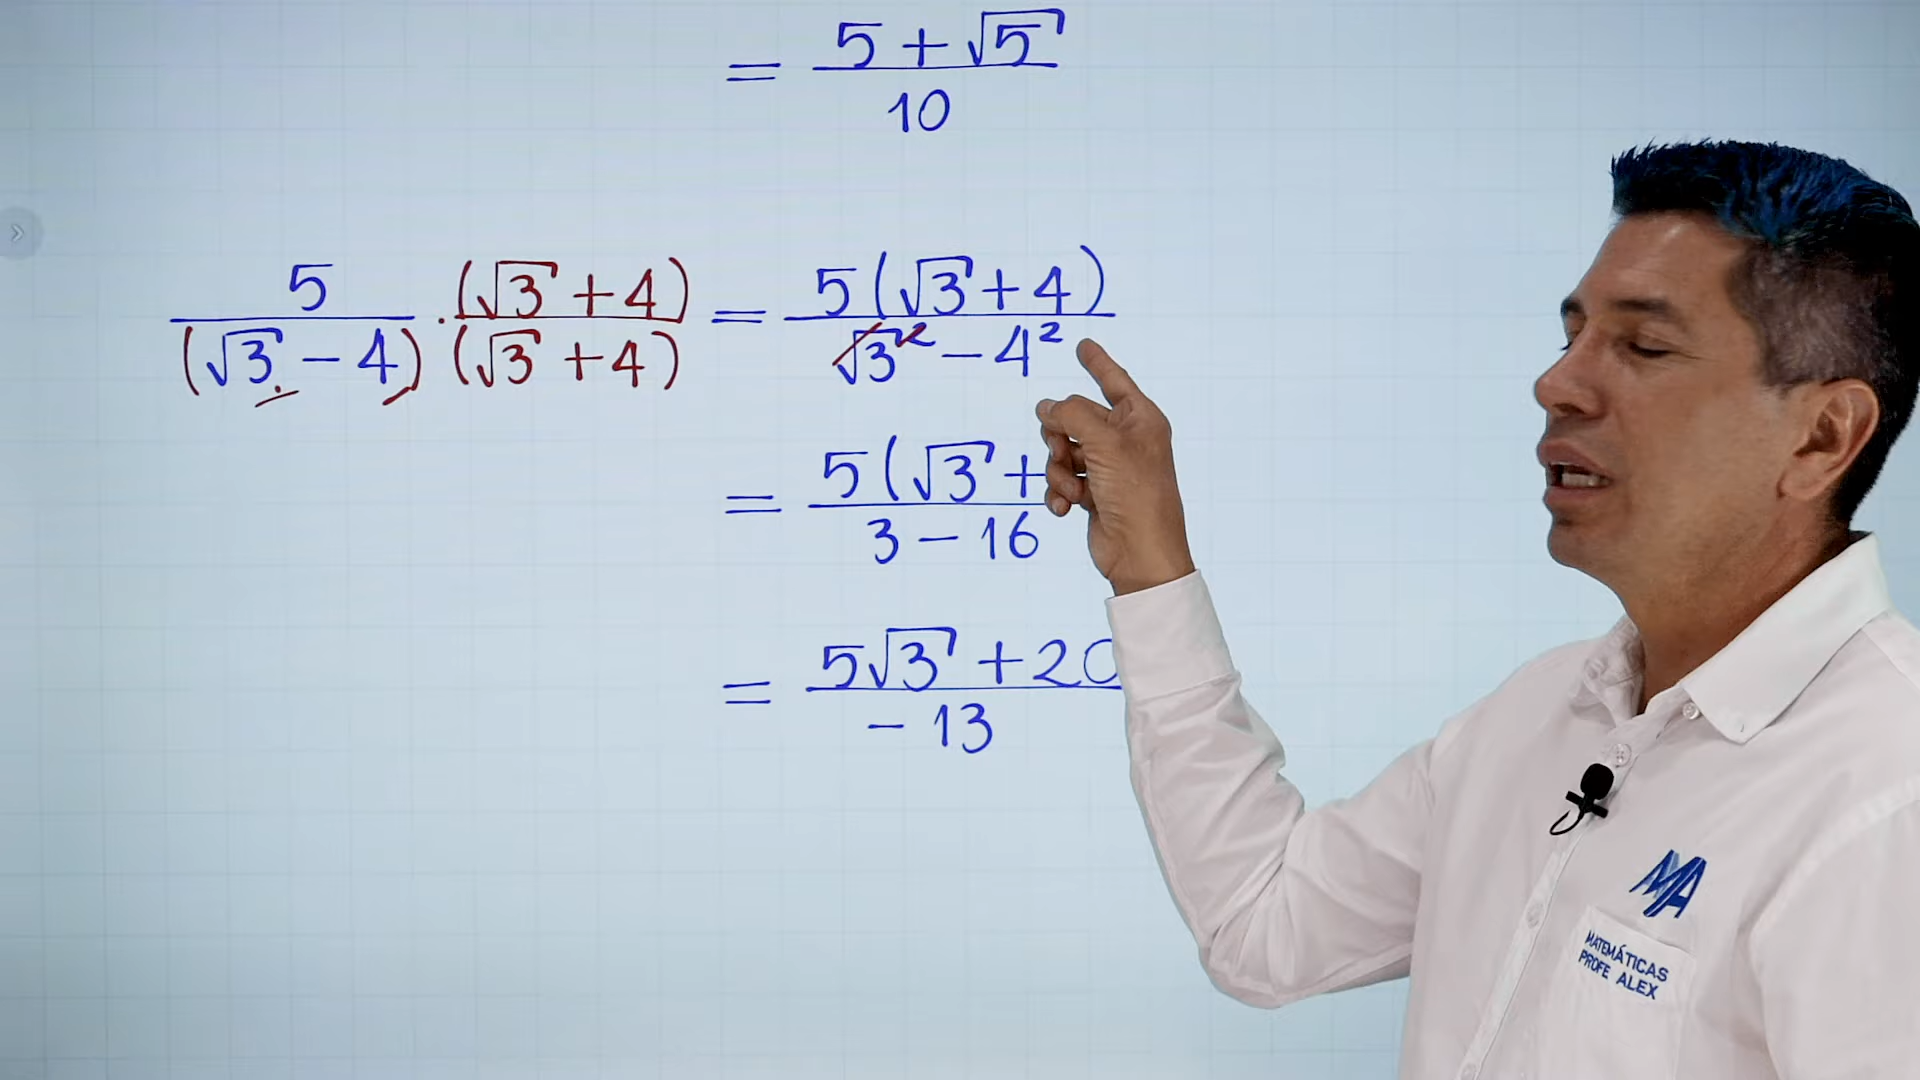 = (5 + √5) / 10
5 / (√3 − 4) · (√3 + 4) / (√3 + 4) = 5(√3 + 4) / (√3² − 4²)
= 5(√3 + / 3 − 16
= (5√3 + 20) / −13
MA
MATEMÁTICAS
PROFE ALEX